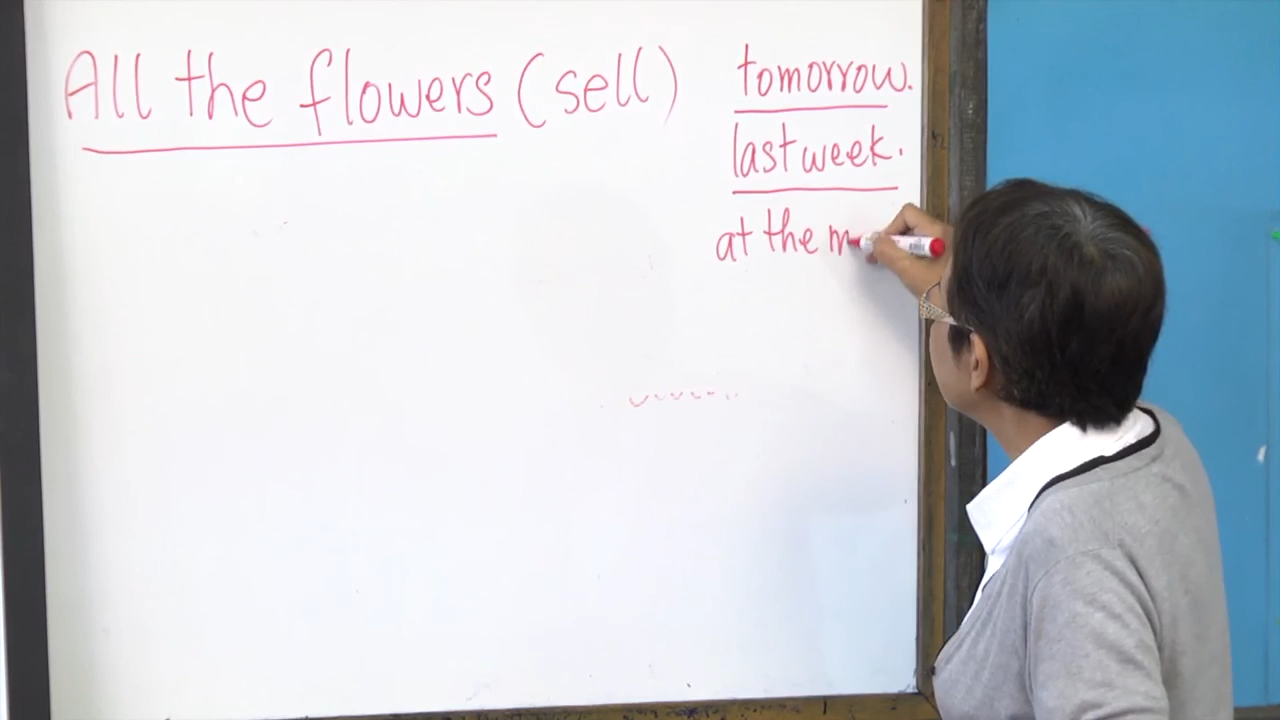 All the flowers (sell) tomorrow.
last week.
at the m